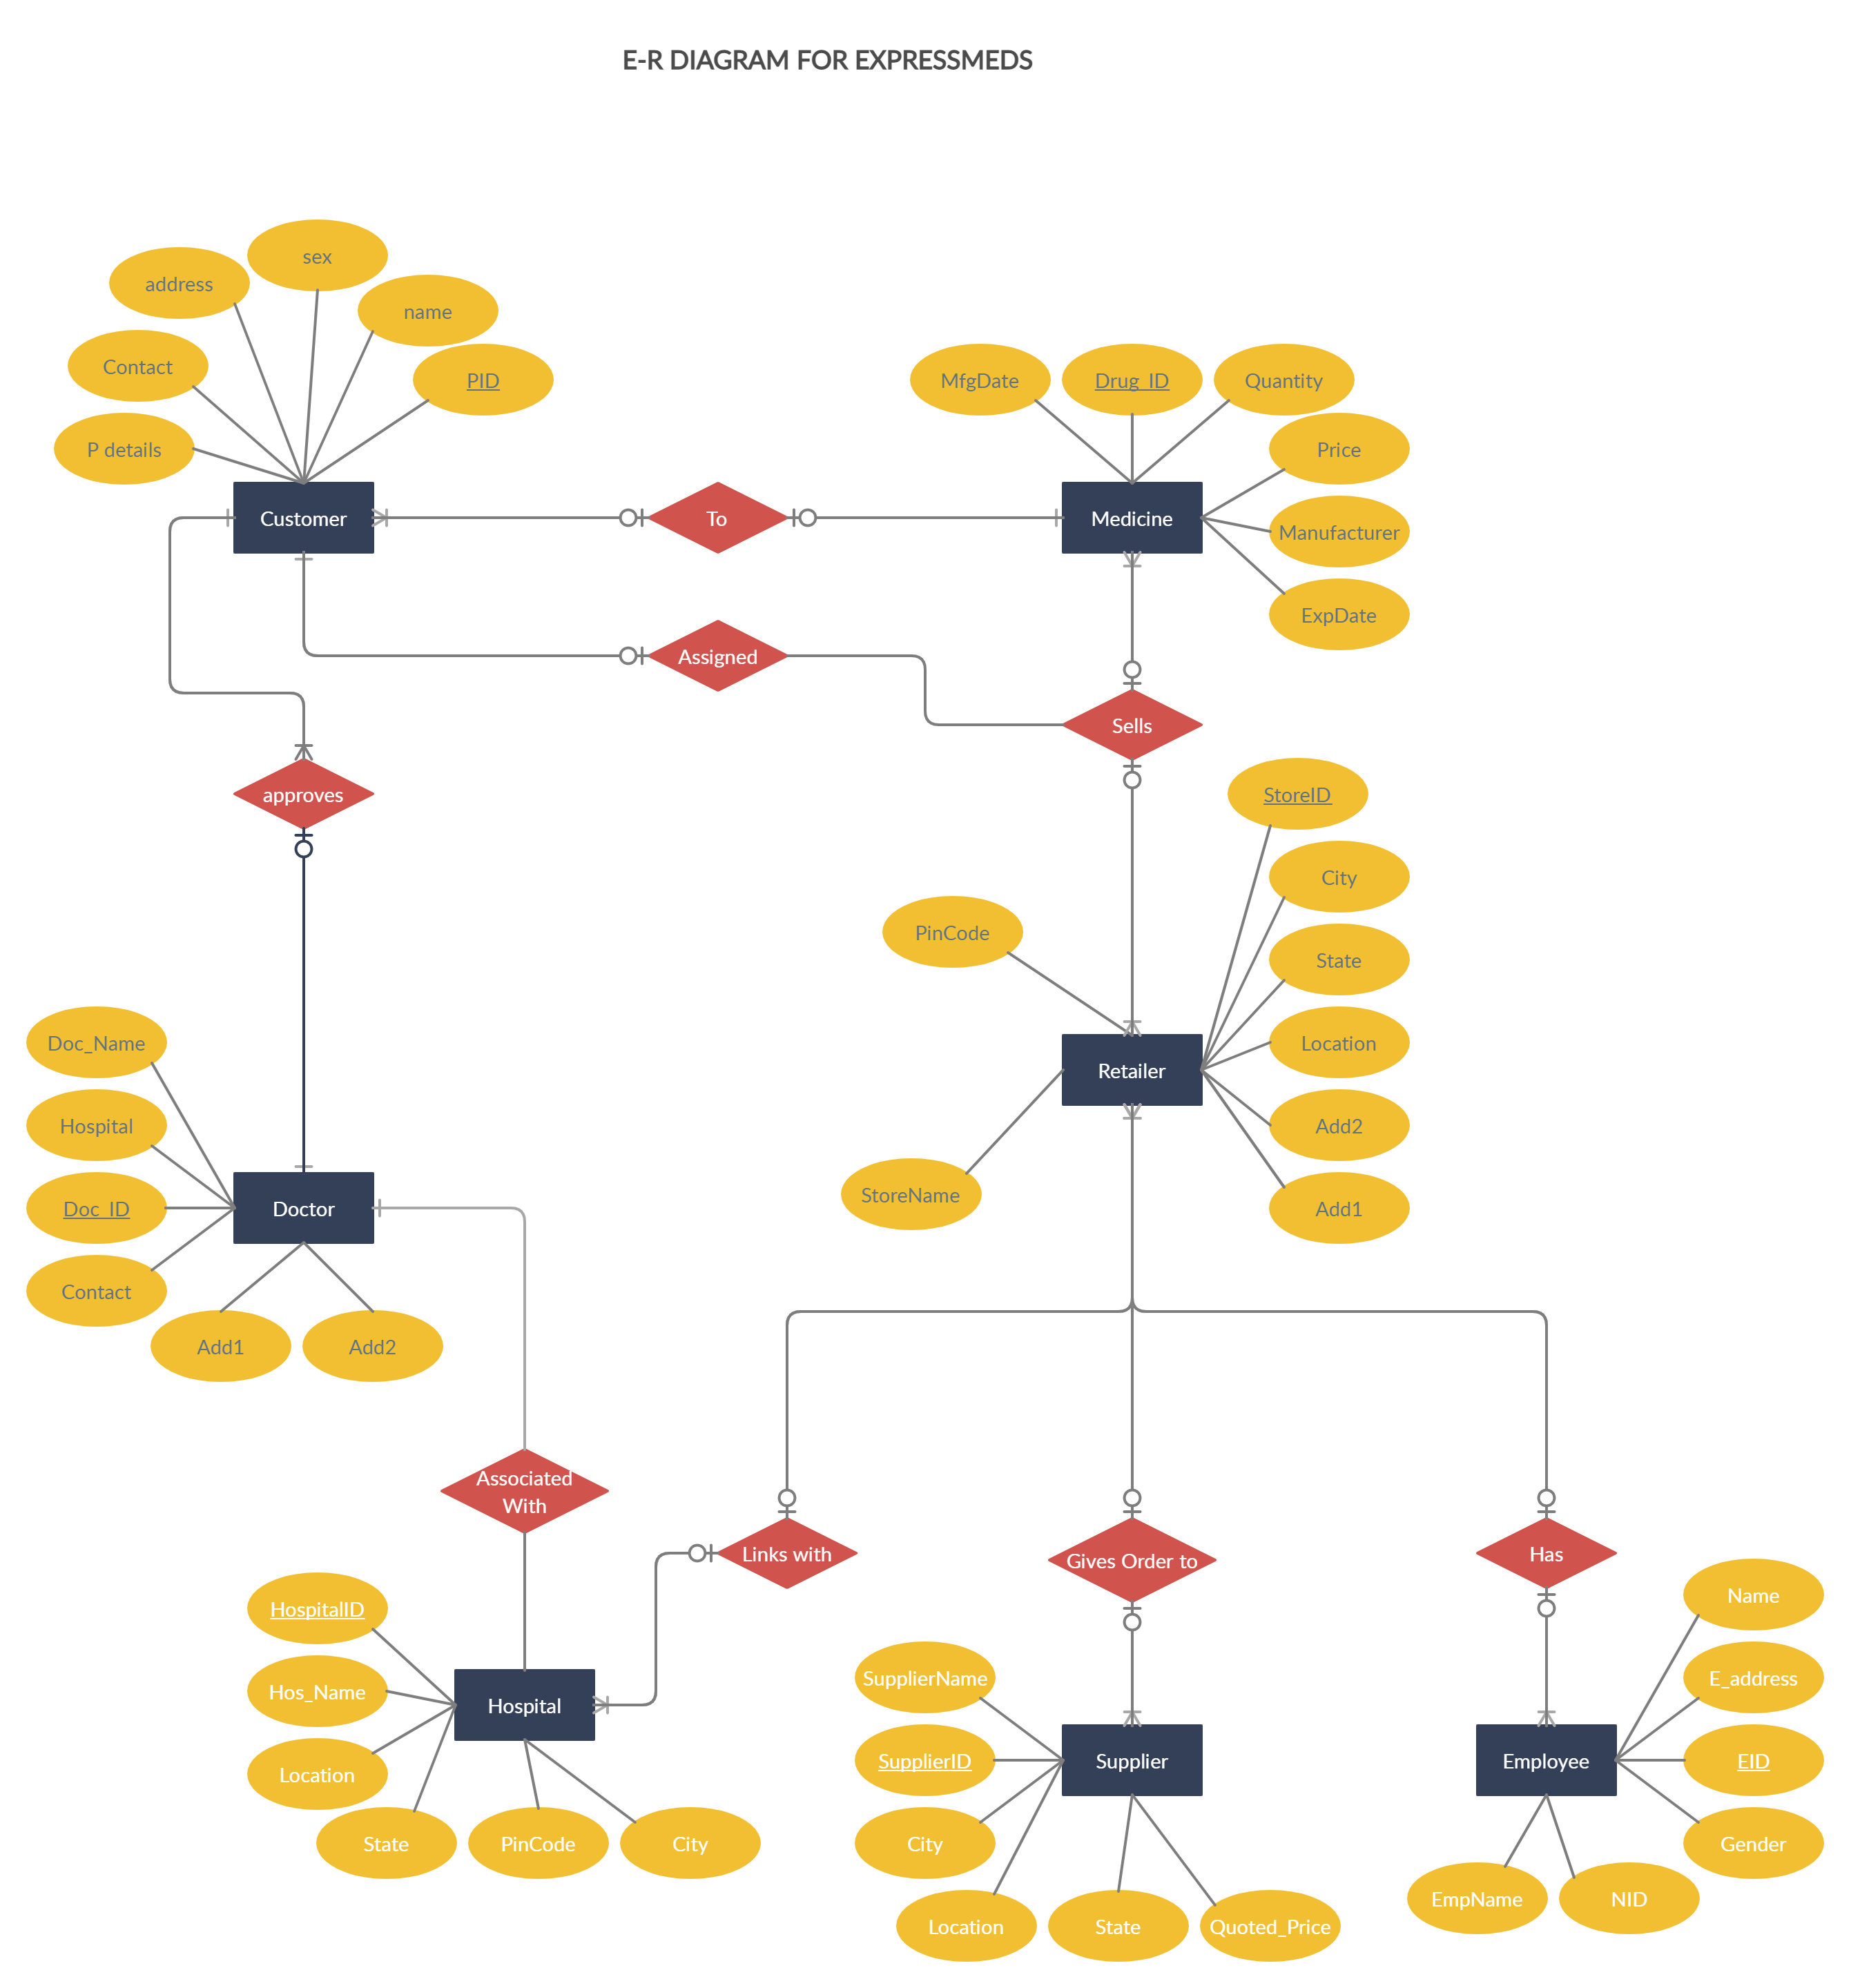 E-R DIAGRAM FOR EXPRESSMEDS
sex
address
name
Contact
PID
P details
MfgDate
Drug_ID
Quantity
Price
Customer
To
Medicine
Manufacturer
ExpDate
Assigned
Sells
approves
StoreID
City
PinCode
State
Doc_Name
Location
Retailer
Hospital
Add2
StoreName
Doc_ID
Doctor
Add1
Contact
Add1
Add2
Associated
With
Links with
Gives Order to
Has
HospitalID
Name
Hos_Name
SupplierName
E_address
Hospital
Location
SupplierID
Supplier
Employee
EID
State
PinCode
City
City
Gender
EmpName
NID
Location
State
Quoted_Price